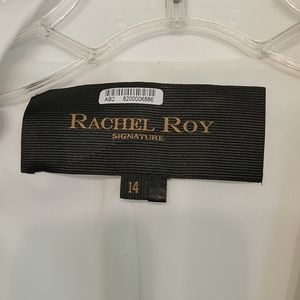 AB2 8200006886
RACHEL ROY
SIGNATURE
14